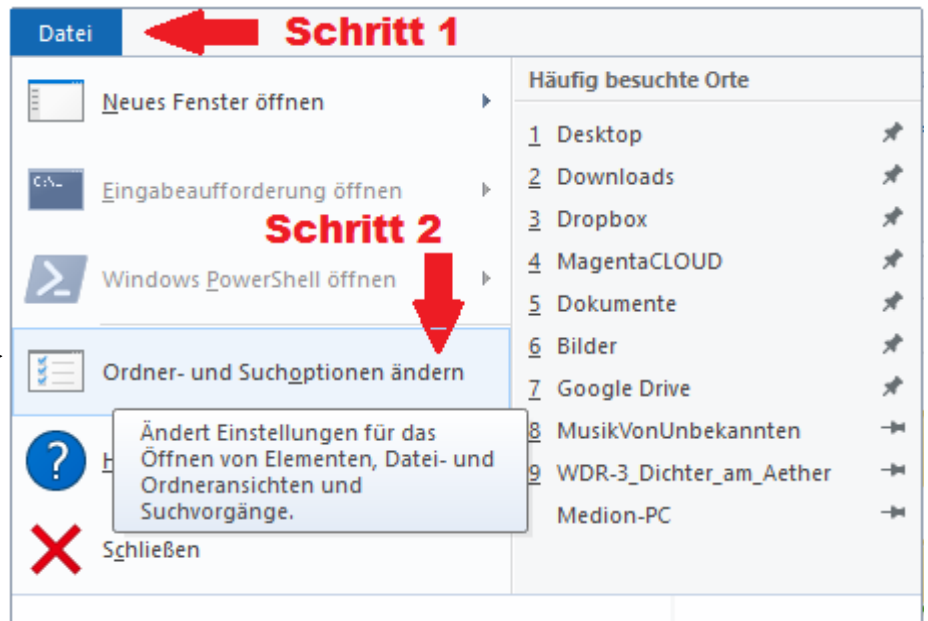 Datei
Schritt 1
Neues Fenster öffnen
Eingabeaufforderung öffnen
Schritt 2
Windows PowerShell öffnen
Ordner- und Suchoptionen ändern
Ändert Einstellungen für das
Öffnen von Elementen, Datei- und
Ordneransichten und
Suchvorgänge.
Schließen
Häufig besuchte Orte
1 Desktop
2 Downloads
3 Dropbox
4 MagentaCLOUD
5 Dokumente
6 Bilder
7 Google Drive
8 MusikVonUnbekannten
9 WDR-3_Dichter_am_Aether
Medion-PC